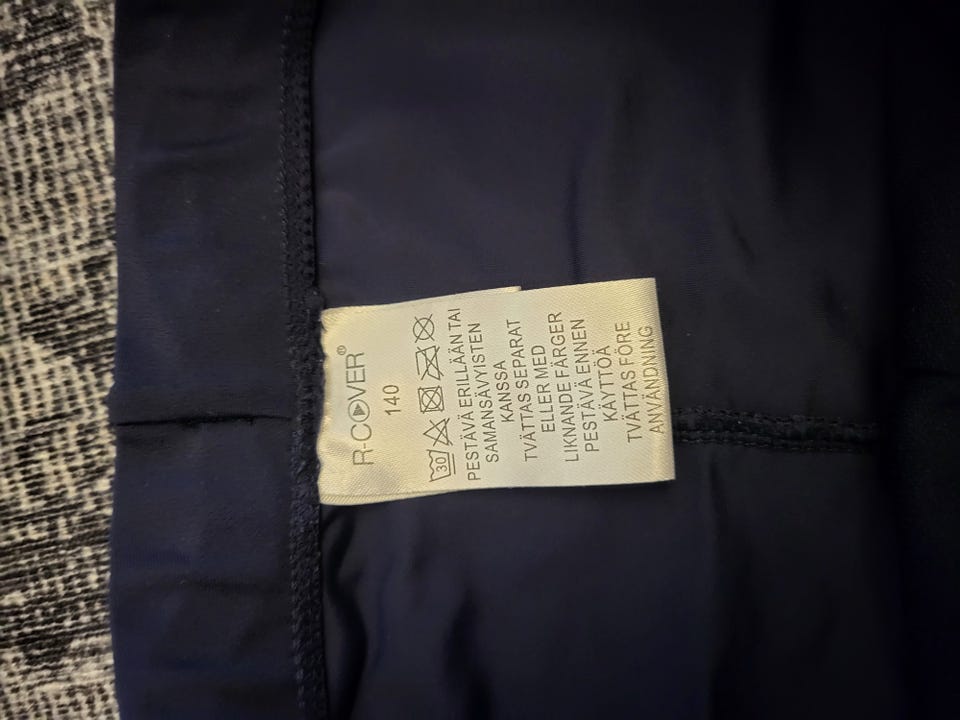 R-COVER®
140
30
PESTÄVÄ ERILLÄÄN TAI
SAMANSÄVYISTEN
KANSSA
TVÄTTAS SEPARAT
ELLER MED
LIKNANDE FÄRGER
PESTÄVÄ ENNEN
KÄYTTÖÄ
TVÄTTAS FÖRE
ANVÄNDNING